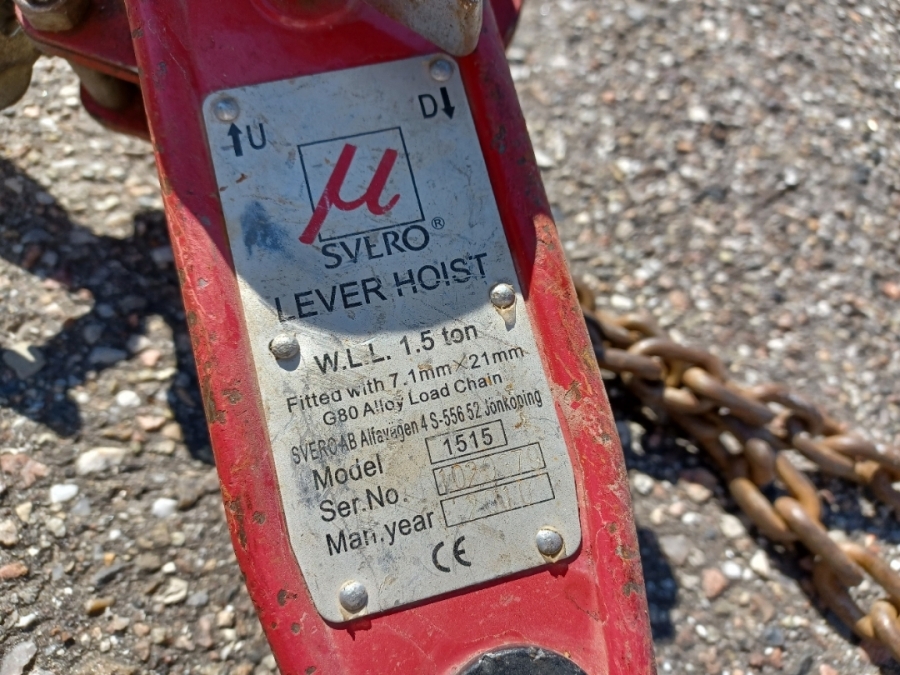 ↑U
D↓
µ
SVERO®
LEVER HOIST
W.L.L. 1.5 ton
Fitted with 7.1mm×21mm
G80 Alloy Load Chain
SVERO AB Alfavägen 4 S-556 52 Jönköping
Model 1515
Ser.No.
Man.year
CE